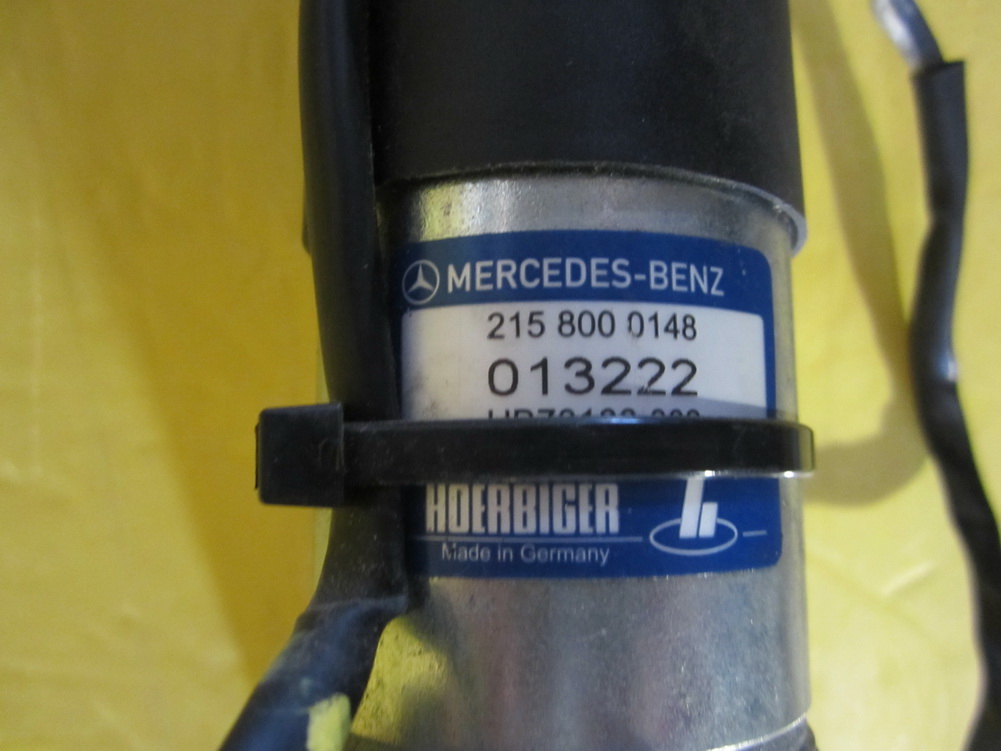 MERCEDES-BENZ
215 800 0148
013222
HOERBIGER
Made in Germany